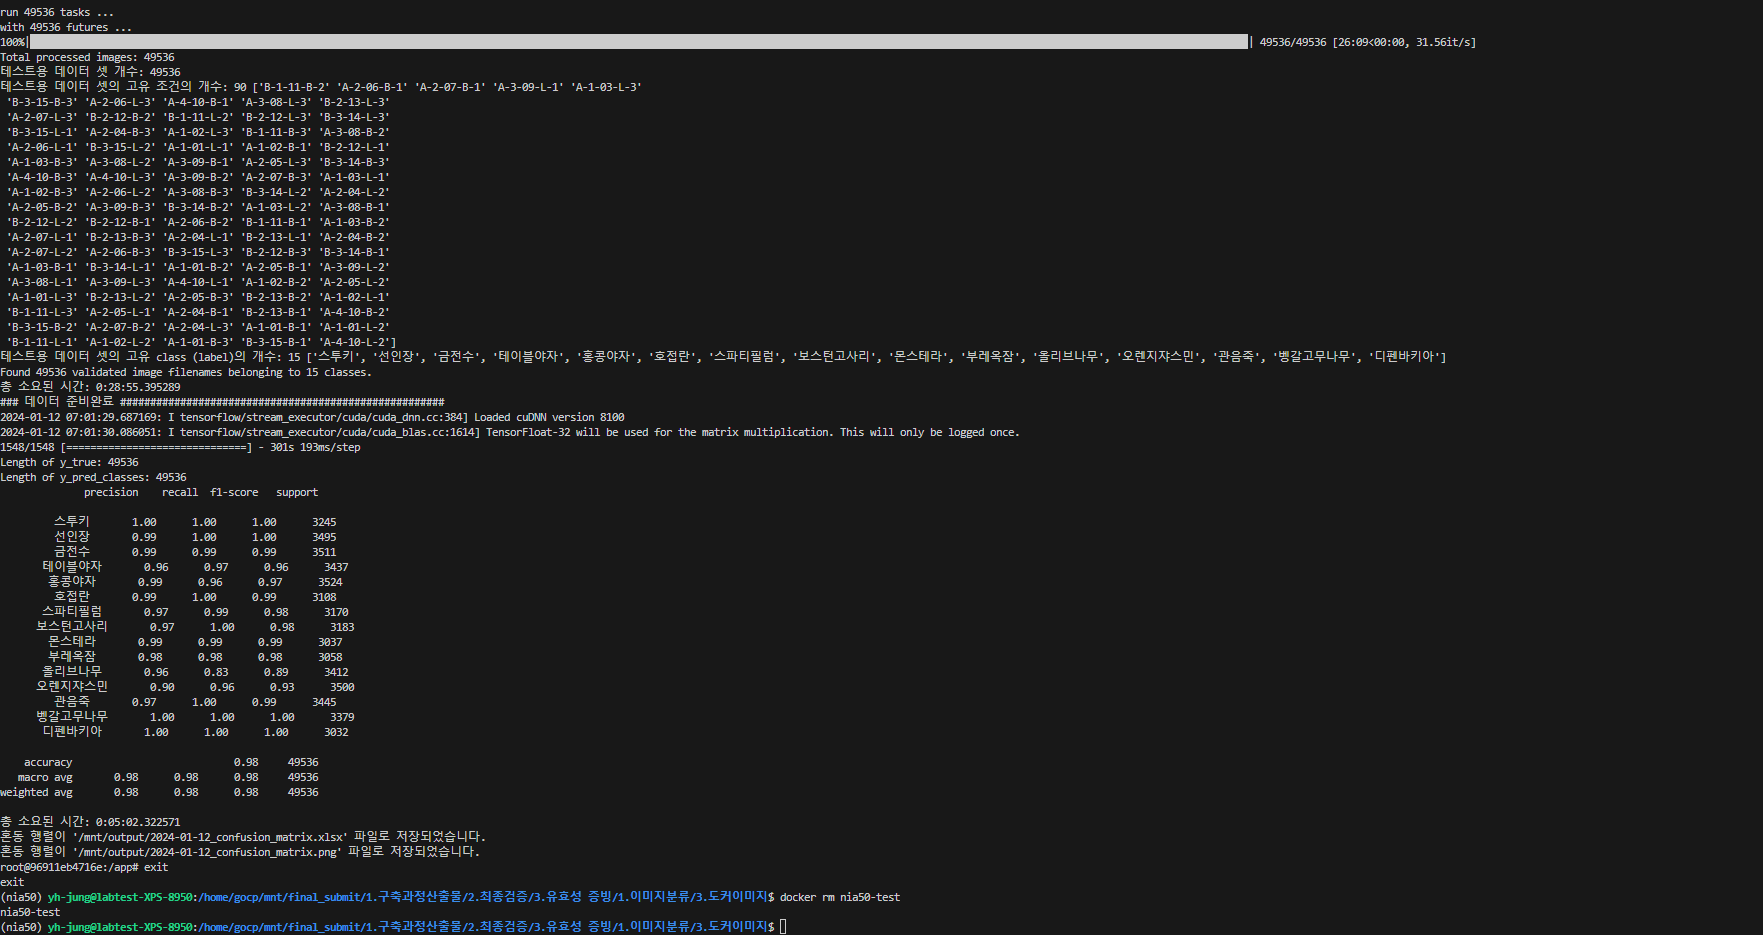 run 49536 tasks ...
with 49536 futures ...
100%| | 49536/49536 [26:09<00:00, 31.56it/s]
Total processed images: 49536
테스트용 데이터 셋 개수: 49536
테스트용 데이터 셋의 고유 조건의 개수: 90 ['B-1-11-B-2' 'A-2-06-B-1' 'A-2-07-B-1' 'A-3-09-L-1' 'A-1-03-L-3'
'B-3-15-B-3' 'A-2-06-L-3' 'A-4-10-B-1' 'A-3-08-L-3' 'B-2-13-L-3'
'A-2-07-L-3' 'B-2-12-B-2' 'B-1-11-L-2' 'B-2-12-L-3' 'B-3-14-L-3'
'B-3-15-L-1' 'A-2-04-B-3' 'A-1-02-L-3' 'B-1-11-B-3' 'A-3-08-B-2'
'A-2-06-L-1' 'B-3-15-L-2' 'A-1-01-L-1' 'A-1-02-B-1' 'B-2-12-L-1'
'A-1-03-B-3' 'A-3-08-L-2' 'A-3-09-B-1' 'A-2-05-L-3' 'B-3-14-B-3'
'A-4-10-B-3' 'A-4-10-L-3' 'A-3-09-B-2' 'A-2-07-B-3' 'A-1-03-L-1'
'A-1-02-B-3' 'A-2-06-L-2' 'A-3-08-B-3' 'B-3-14-L-2' 'A-2-04-L-2'
'A-2-05-B-2' 'A-3-09-B-3' 'B-3-14-B-2' 'A-1-03-L-2' 'A-3-08-B-1'
'B-2-12-L-2' 'B-2-12-B-1' 'A-2-06-B-2' 'B-1-11-B-1' 'A-1-03-B-2'
'A-2-07-L-1' 'B-2-13-B-3' 'A-2-04-L-1' 'B-2-13-L-1' 'A-2-04-B-2'
'A-2-07-L-2' 'A-2-06-B-3' 'B-3-15-L-3' 'B-2-12-B-3' 'B-3-14-B-1'
'A-1-03-B-1' 'B-3-14-L-1' 'A-1-01-B-2' 'A-2-05-B-1' 'A-3-09-L-2'
'A-3-08-L-1' 'A-3-09-L-3' 'A-4-10-L-1' 'A-1-02-B-2' 'A-2-05-L-2'
'A-1-01-L-3' 'B-2-13-L-2' 'A-2-05-B-3' 'B-2-13-B-2' 'A-1-02-L-1'
'B-1-11-L-3' 'A-2-05-L-1' 'A-2-04-B-1' 'B-2-13-B-1' 'A-4-10-B-2'
'B-3-15-B-2' 'A-2-07-B-2' 'A-2-04-L-3' 'A-1-01-B-1' 'A-1-01-L-2'
'B-1-11-L-1' 'A-1-02-L-2' 'A-1-01-B-3' 'B-3-15-B-1' 'A-4-10-L-2']
테스트용 데이터 셋의 고유 class (label)의 개수: 15 ['스투키', '선인장', '금전수', '테이블야자', '홍콩야자', '호접란', '스파티필럼', '보스턴고사리', '몬스테라', '부레옥잠', '올리브나무', '오렌지쟈스민', '관음죽', '벵갈고무나무', '디펜바키아']
Found 49536 validated image filenames belonging to 15 classes.
총 소요된 시간: 0:28:55.395289
### 데이터 준비완료 ######################################################
2024-01-12 07:01:29.687169: I tensorflow/stream_executor/cuda/cuda_dnn.cc:384] Loaded cuDNN version 8100
2024-01-12 07:01:30.086051: I tensorflow/stream_executor/cuda/cuda_blas.cc:1614] TensorFloat-32 will be used for the matrix multiplication. This will only be logged once.
1548/1548 [==============================] - 301s 193ms/step
Length of y_true: 49536
Length of y_pred_classes: 49536
precision recall f1-score support
스투키 1.00 1.00 1.00 3245
선인장 0.99 1.00 1.00 3495
금전수 0.99 0.99 0.99 3511
테이블야자 0.96 0.97 0.96 3437
홍콩야자 0.99 0.96 0.97 3524
호접란 0.99 1.00 0.99 3108
스파티필럼 0.97 0.99 0.98 3170
보스턴고사리 0.97 1.00 0.98 3183
몬스테라 0.99 0.99 0.99 3037
부레옥잠 0.98 0.98 0.98 3058
올리브나무 0.96 0.83 0.89 3412
오렌지쟈스민 0.90 0.96 0.93 3500
관음죽 0.97 1.00 0.99 3445
벵갈고무나무 1.00 1.00 1.00 3379
디펜바키아 1.00 1.00 1.00 3032
accuracy 0.98 49536
macro avg 0.98 0.98 0.98 49536
weighted avg 0.98 0.98 0.98 49536
총 소요된 시간: 0:05:02.322571
혼동 행렬이 '/mnt/output/2024-01-12_confusion_matrix.xlsx' 파일로 저장되었습니다.
혼동 행렬이 '/mnt/output/2024-01-12_confusion_matrix.png' 파일로 저장되었습니다.
root@96911eb4716e:/app# exit
exit
(nia50) yh-jung@labtest-XPS-8950:/home/gocp/mnt/final_submit/1.구축과정산출물/2.최종검증/3.유효성 증빙/1.이미지분류/3.도커이미지$ docker rm nia50-test
nia50-test
(nia50) yh-jung@labtest-XPS-8950:/home/gocp/mnt/final_submit/1.구축과정산출물/2.최종검증/3.유효성 증빙/1.이미지분류/3.도커이미지$